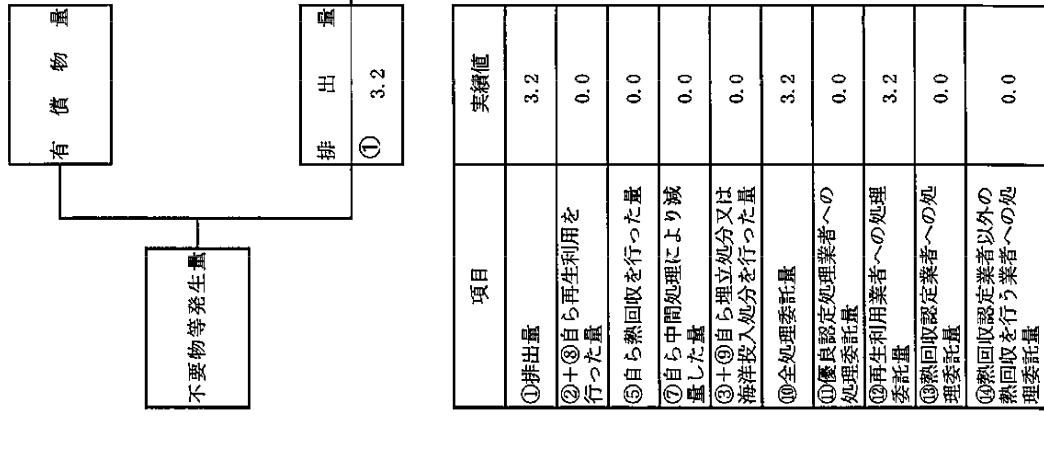 有償物量
排出量
① 3.2
不要物等発生量
項目 実績値
①排出量 3.2
②+⑧自ら再生利用を
行った量 0.0
⑤自ら熱回収を行った量 0.0
⑦自ら中間処理により減
量した量 0.0
③+⑨自ら埋立処分又は
海洋投入処分を行った量 0.0
⑩全処理委託量 3.2
⑪優良認定処理業者への
処理委託量 0.0
⑫再生利用業者への処理
委託量 3.2
⑬熱回収認定業者への処
理委託量 0.0
⑭熱回収認定業者以外の
熱回収を行う業者への処
理委託量 0.0